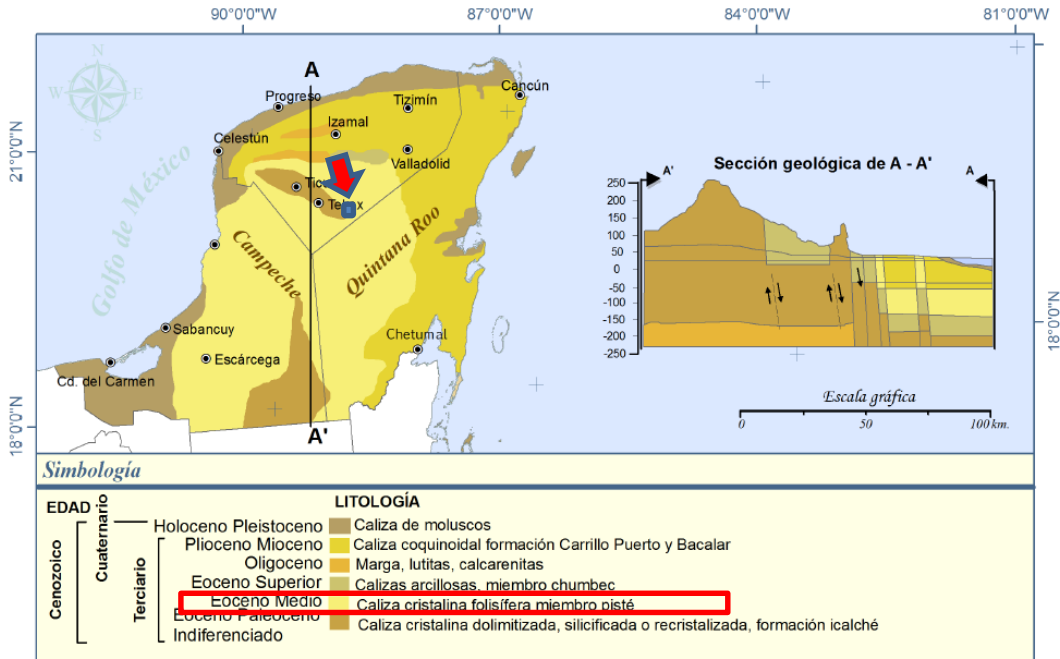 90°0'0"W
87°0'0"W
84°0'0"W
81°0'0"W
21°0'0"N
18°0'0"N
18°0'0"N
N
W E
S
Golfo de México
A
Progreso
Cancún
Tizimín
Izamal
Celestún
Valladolid
Campeche
Quintana Roo
Sabancuy
Escárcega
Chetumal
Cd. del Carmen
A'
Sección geológica de A - A'
A' A
250
200
150
100
50
0
-50
-100
-150
-200
-250
Escala gráfica
0 50 100 km.
Simbología
EDAD LITOLOGÍA
Cenozoico
Cuaternario
Terciario
Holoceno Pleistoceno Caliza de moluscos
Plioceno Mioceno Caliza coquinoidal formación Carrillo Puerto y Bacalar
Oligoceno Marga, lutitas, calcarenitas
Eoceno Superior Calizas arcillosas, miembro chumbec
Eoceno Medio Caliza cristalina folisífera miembro pisté
Eoceno Paleoceno
Indiferenciado Caliza cristalina dolimitizada, silicificada o recristalizada, formación icalché